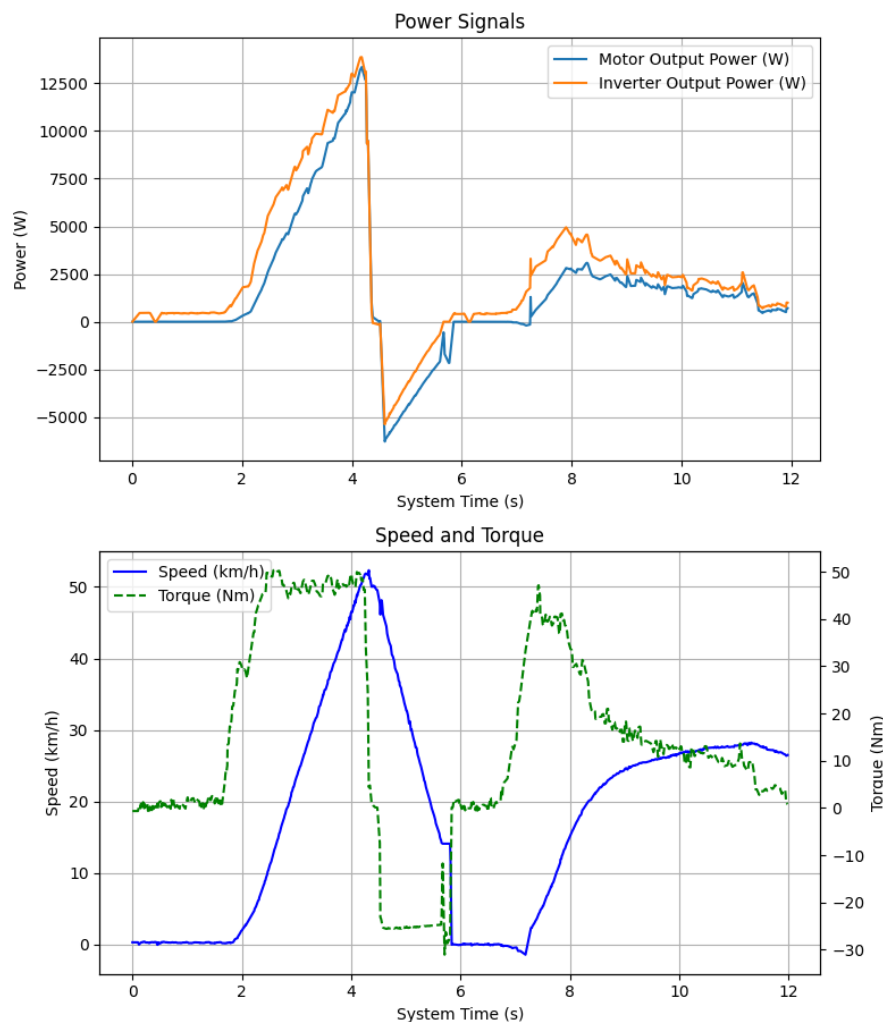 Power Signals
Motor Output Power (W)
Inverter Output Power (W)
12500
10000
7500
5000
2500
0
−2500
−5000
Power (W)
0 2 4 6 8 10 12
System Time (s)
Speed and Torque
Speed (km/h)
Torque (Nm)
50
40
30
20
10
0
Speed (km/h)
50
40
30
20
10
0
−10
−20
−30
Torque (Nm)
0 2 4 6 8 10 12
System Time (s)